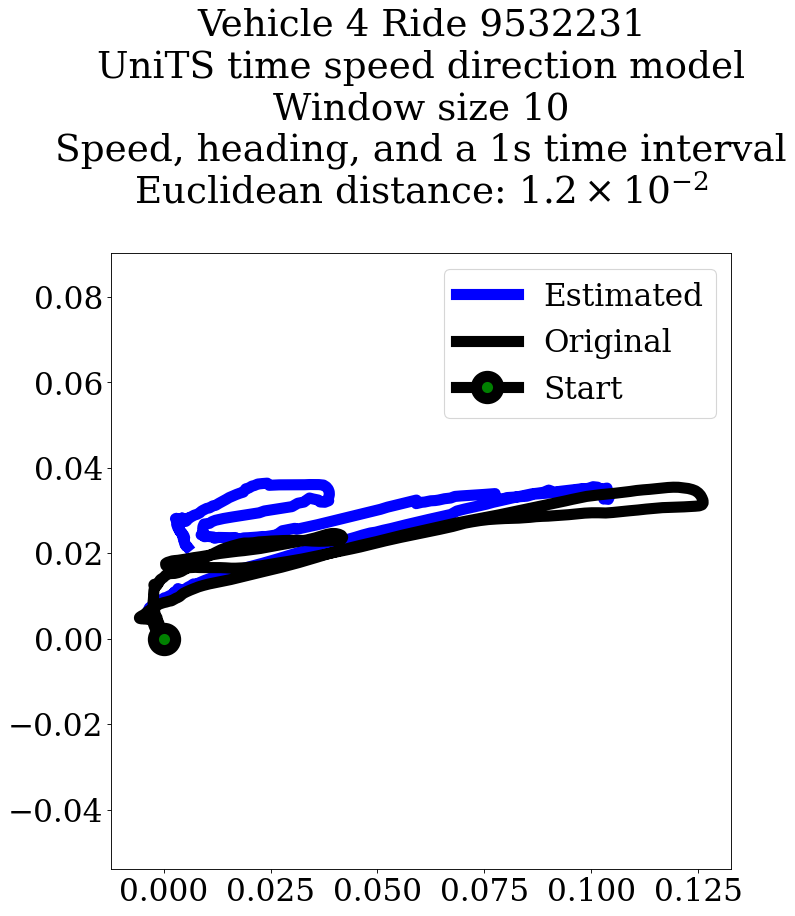 Vehicle 4 Ride 9532231
UniTS time speed direction model
Window size 10
Speed, heading, and a 1s time interval
Euclidean distance: 1.2 × 10⁻²
Estimated
Original
Start
0.08
0.06
0.04
0.02
0.00
−0.02
−0.04
0.000 0.025 0.050 0.075 0.100 0.125